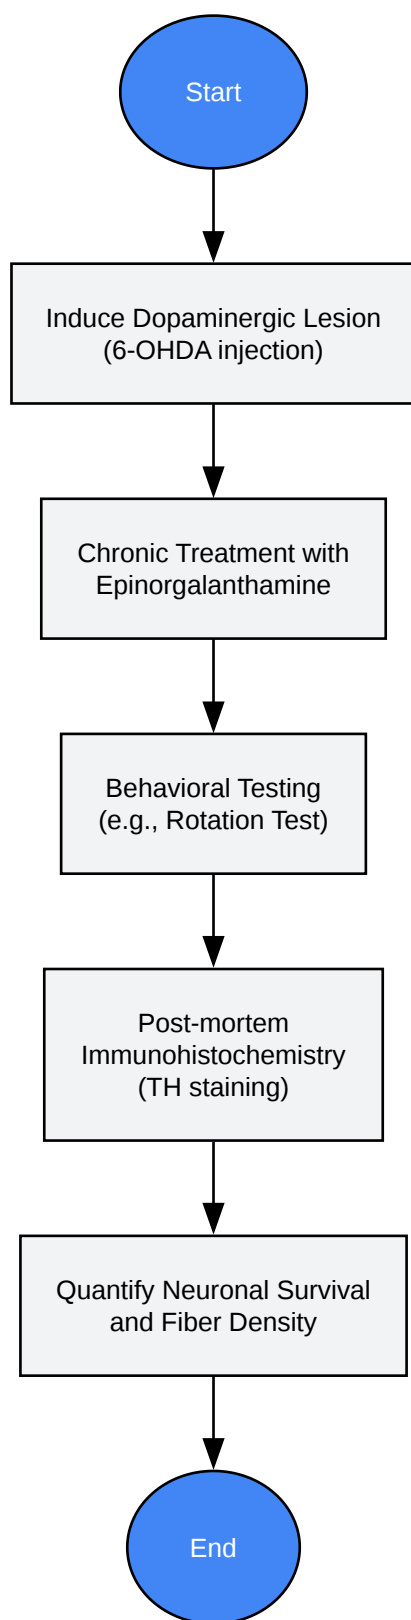 Start
Induce Dopaminergic Lesion
(6-OHDA injection)
Chronic Treatment with
Epinorgalanthamine
Behavioral Testing
(e.g., Rotation Test)
Post-mortem
Immunohistochemistry
(TH staining)
Quantify Neuronal Survival
and Fiber Density
End